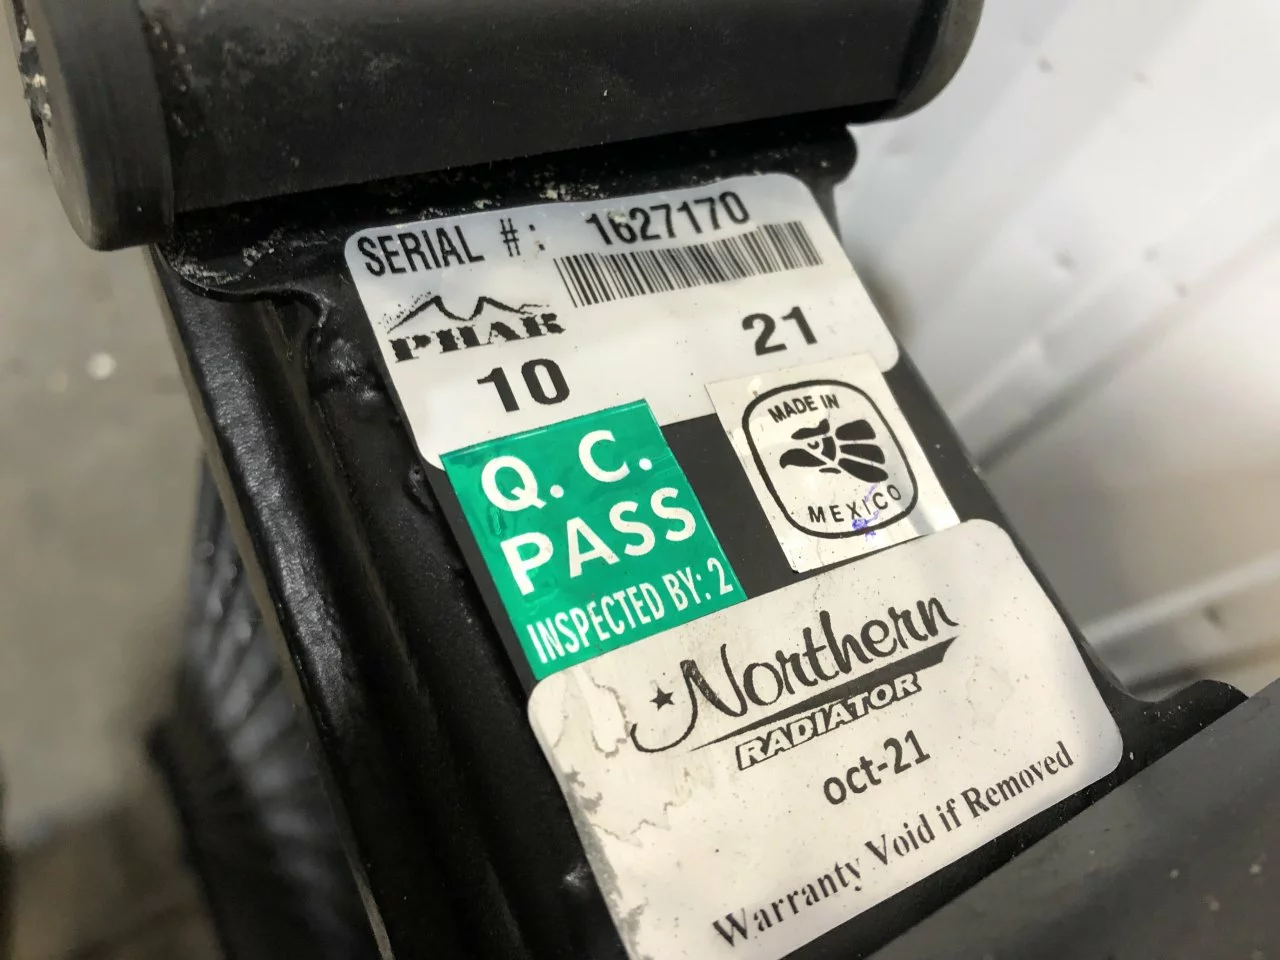 SERIAL #: 1627170
PHAR
10 21
Q. C.
PASS
INSPECTED BY: 2
MADE IN
MEXICO
Northern
RADIATOR
oct-21
Warranty Void if Removed